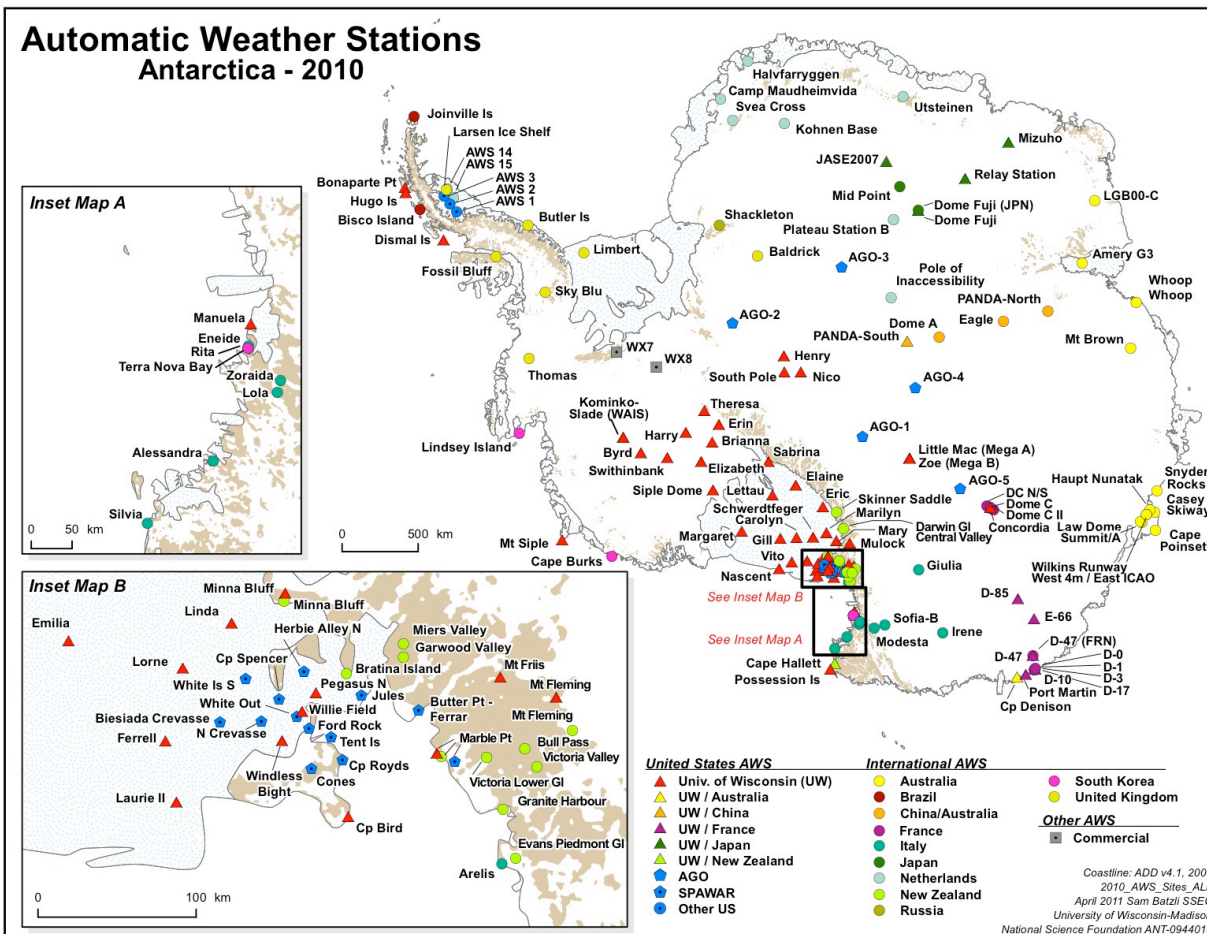 Automatic Weather Stations
Antarctica - 2010
Halvfarryggen
Camp Maudheimvida
Svea Cross
Utsteinen
Kohnen Base
Mizuho
JASE2007
Relay Station
Mid Point
LGB00-C
Dome Fuji (JPN)
Dome Fuji
Shackleton
Plateau Station B
Baldrick
AGO-3
Amery G3
Pole of
Inaccessibility
Whoop
Whoop
PANDA-North
Eagle
AGO-2
Dome A
PANDA-South
Mt Brown
Joinville Is
Larsen Ice Shelf
AWS 14
AWS 15
AWS 3
AWS 2
AWS 1
Bonaparte Pt
Hugo Is
Bisco Island
Dismal Is
Butler Is
Fossil Bluff
Limbert
Sky Blu
WX7
WX8
Thomas
Henry
South Pole
Nico
AGO-4
Kominko-
Slade (WAIS)
Theresa
Erin
Harry
Brianna
AGO-1
Lindsey Island
Byrd
Swithinbank
Elizabeth
Sabrina
Little Mac (Mega A)
Zoe (Mega B)
Siple Dome
Lettau
Elaine
AGO-5
Haupt Nunatak
Snyder
Rocks
Schwerdtfeger
Eric
Skinner Saddle
Marilyn
DC N/S
Dome C
Dome C II
Concordia
Casey
Skiway
Carolyn
Margaret
Gill
Mary
Darwin Gl
Central Valley
Mulock
Law Dome
Summit/A
Cape
Poinset
Mt Siple
Cape Burks
Vito
Nascent
Giulia
Wilkins Runway
West 4m / East ICAO
See Inset Map B
D-85
E-66
See Inset Map A
Sofia-B
Modesta
Irene
D-47 (FRN)
D-47
D-0
D-1
D-3
D-17
D-10
Port Martin
Cp Denison
Cape Hallett
Possession Is
0 500 km
Inset Map A
Manuela
Eneide
Rita
Terra Nova Bay
Zoraida
Lola
Alessandra
Silvia
0 50 km
Inset Map B
Minna Bluff
Minna Bluff
Linda
Emilia
Herbie Alley N
Miers Valley
Garwood Valley
Cp Spencer
Lorne
Bratina Island
Mt Friis
White Is S
Pegasus N
Jules
Mt Fleming
White Out
Willie Field
Butter Pt -
Ferrar
Mt Fleming
Biesiada Crevasse
N Crevasse
Ford Rock
Ferrell
Tent Is
Marble Pt
Bull Pass
Victoria Valley
Windless
Bight
Cp Royds
Cones
Victoria Lower Gl
Laurie II
Granite Harbour
Cp Bird
Evans Piedmont Gl
Arelis
0 100 km
United States AWS
Univ. of Wisconsin (UW)
UW / Australia
UW / China
UW / France
UW / Japan
UW / New Zealand
AGO
SPAWAR
Other US
International AWS
Australia
Brazil
China/Australia
France
Italy
Japan
Netherlands
New Zealand
Russia
South Korea
United Kingdom
Other AWS
Commercial
Coastline: ADD v4.1, 200
2010_AWS_Sites_AL
April 2011 Sam Batzli SSEC
University of Wisconsin-Madiso
National Science Foundation ANT-094401